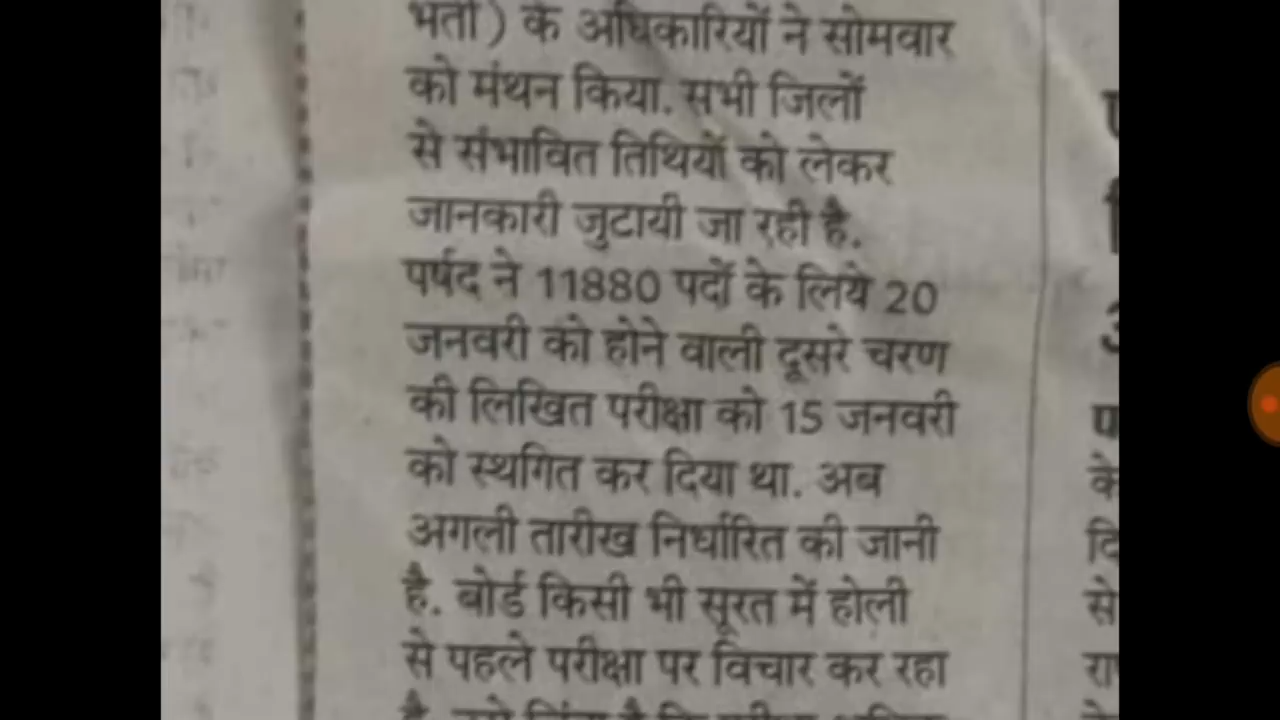 भर्ती) के अधिकारियों ने सोमवार
को मंथन किया. सभी जिलों
से संभावित तिथियों को लेकर
जानकारी जुटायी जा रही है.
पर्षद ने 11880 पदों के लिये 20
जनवरी को होने वाली दूसरे चरण
की लिखित परीक्षा को 15 जनवरी
को स्थगित कर दिया था. अब
अगली तारीख निर्धारित की जानी
है. बोर्ड किसी भी सूरत में होली
से पहले परीक्षा पर विचार कर रहा
है.